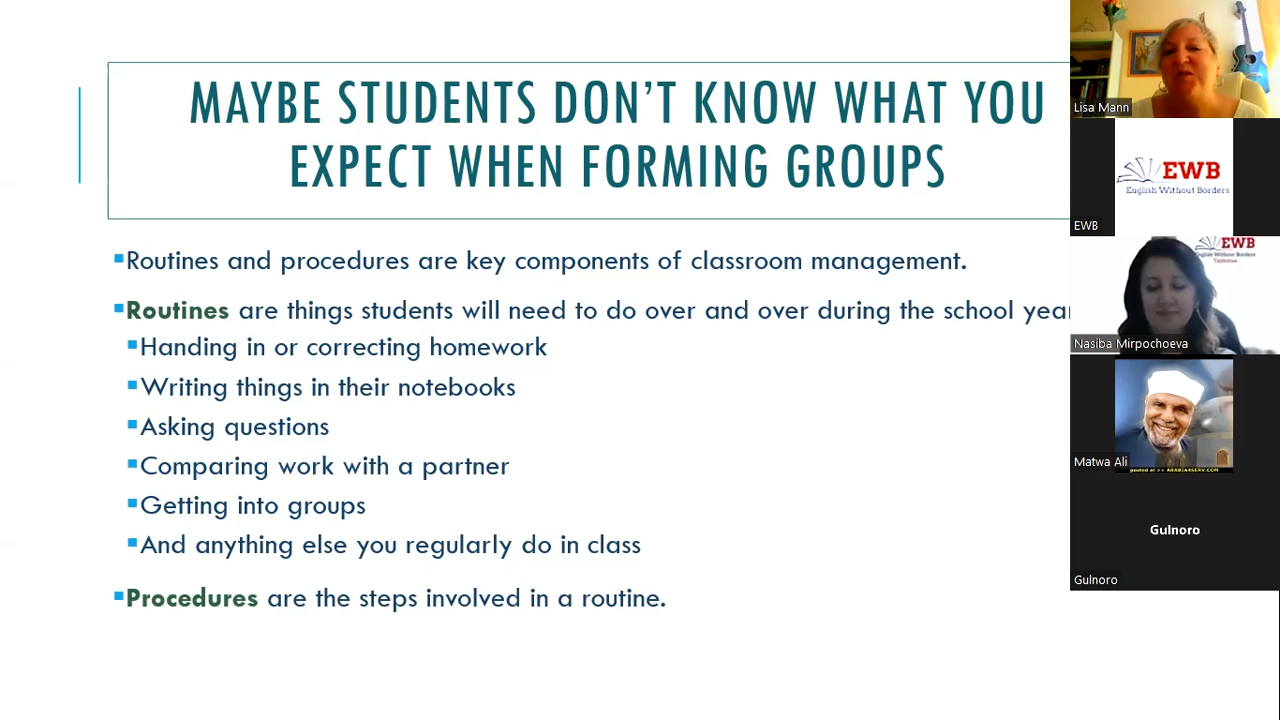 MAYBE STUDENTS DON'T KNOW WHAT YOU
EXPECT WHEN FORMING GROUPS
Routines and procedures are key components of classroom management.
Routines are things students will need to do over and over during the school year
Handing in or correcting homework
Writing things in their notebooks
Asking questions
Comparing work with a partner
Getting into groups
And anything else you regularly do in class
Procedures are the steps involved in a routine.
Lisa Mann
EWB
English Without Borders
EWB
EWB
English Without Borders
Nasiba Mirpochoeva
Matwa Ali
posted at >> ARABIA4SERV.COM
Gulnoro
Gulnoro